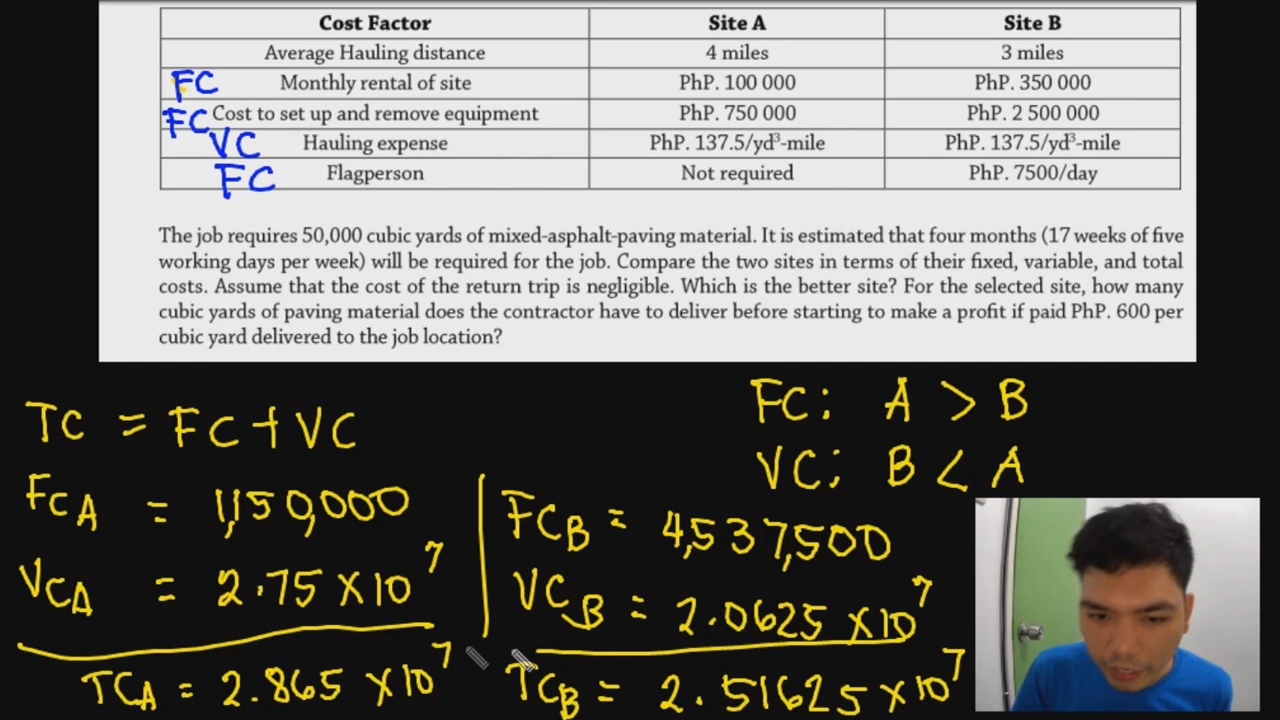 Cost Factor Site A Site B
Average Hauling distance 4 miles 3 miles
FC Monthly rental of site PhP. 100 000 PhP. 350 000
FC Cost to set up and remove equipment PhP. 750 000 PhP. 2 500 000
VC Hauling expense PhP. 137.5/yd³-mile PhP. 137.5/yd³-mile
FC Flagperson Not required PhP. 7500/day
The job requires 50,000 cubic yards of mixed-asphalt-paving material. It is estimated that four months (17 weeks of five
working days per week) will be required for the job. Compare the two sites in terms of their fixed, variable, and total
costs. Assume that the cost of the return trip is negligible. Which is the better site? For the selected site, how many
cubic yards of paving material does the contractor have to deliver before starting to make a profit if paid PhP. 600 per
cubic yard delivered to the job location?
TC = FC + VC
FC: A > B
VC: B < A
FCA = 1,150,000
VCA = 2.75 × 10⁷
TCA = 2.865 × 10⁷
FCB = 4,537,500
VCB = 2.0625 × 10⁷
TCB = 2.51625 × 10⁷